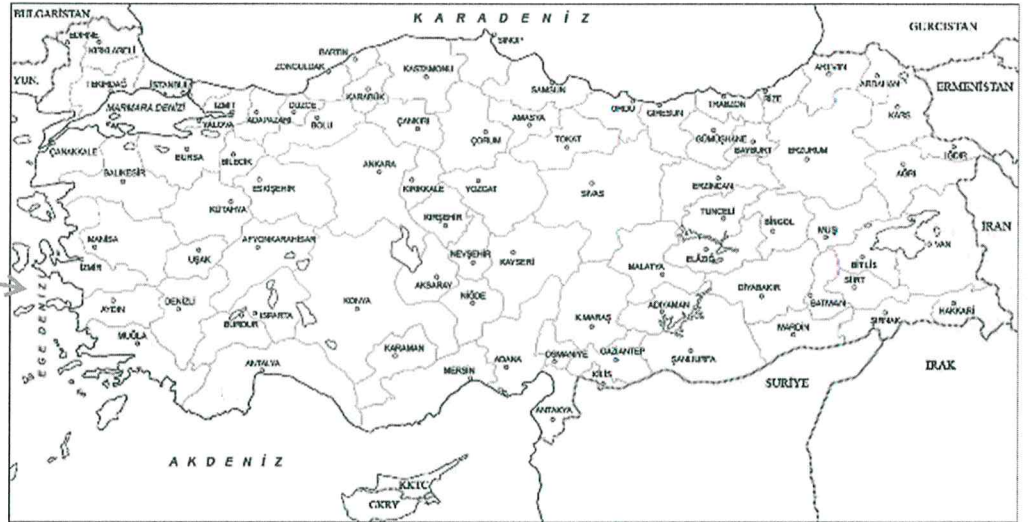 BULGARİSTAN
KARADENİZ
GÜRCİSTAN
EDİRNE
KIRKLARELİ
SİNOP
BARTIN
ZONGULDAK
KASTAMONU
YUN.
TEKİRDAĞ
İSTANBUL
KARABÜK
SAMSUN
ARTVİN
ARDAHAN
ERMENİSTAN
MARMARA DENİZİ
İZMİT
YALOVA
ADAPAZARI
DÜZCE
BOLU
ÇANKIRI
AMASYA
ORDU
GİRESUN
TRABZON
RİZE
KARS
ÇANAKKALE
BURSA
BİLECİK
ÇORUM
TOKAT
GÜMÜŞHANE
BAYBURT
ERZURUM
IĞDIR
BALIKESİR
ESKİŞEHİR
ANKARA
KIRIKKALE
YOZGAT
SİVAS
ERZİNCAN
AĞRI
KÜTAHYA
KIRŞEHİR
TUNCELİ
BİNGÖL
MUŞ
İRAN
MANİSA
UŞAK
AFYONKARAHİSAR
NEVŞEHİR
KAYSERİ
ELAZIĞ
VAN
İZMİR
MALATYA
BİTLİS
AKSARAY
SİİRT
EGE DENİZİ
AYDIN
DENİZLİ
BURDUR
ISPARTA
KONYA
NİĞDE
ADIYAMAN
DİYABAKIR
BATMAN
HAKKARİ
MUĞLA
K.MARAŞ
MARDİN
ŞIRNAK
ANTALYA
KARAMAN
MERSİN
ADANA
OSMANİYE
GAZİANTEP
ŞANLIURFA
KİLİS
SURİYE
IRAK
ANTAKYA
AKDENİZ
KKTC
GKRY